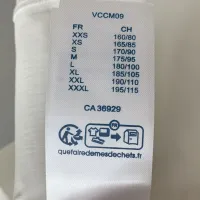 VCCM09
FR CH
XXS 160/80
XS 165/85
S 170/90
M 175/95
L 180/100
XL 185/105
XXL 190/110
XXXL 195/115
CA 36929
FR
quefairedemesdechets.fr